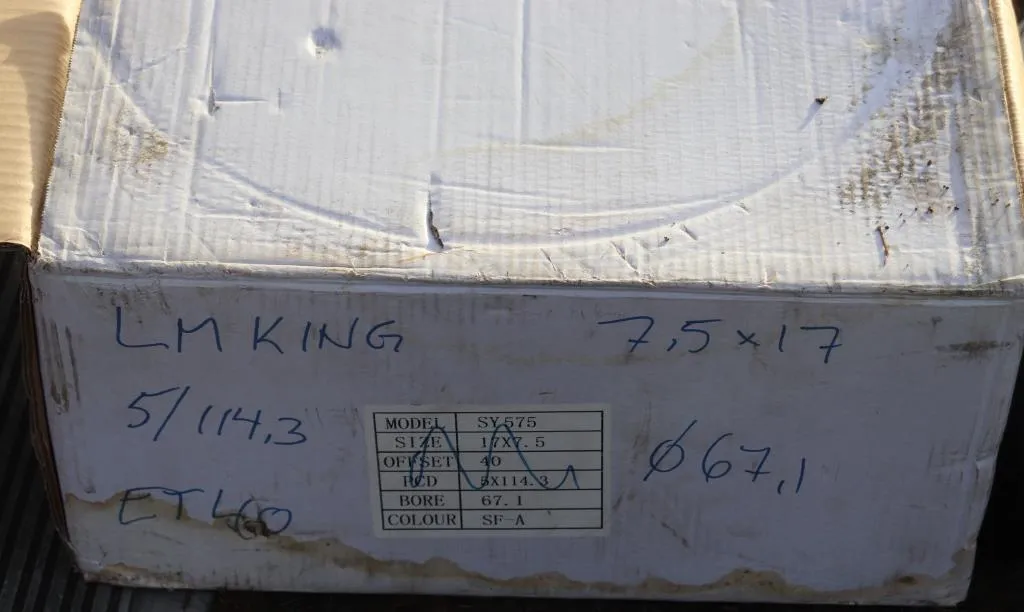 LM KING 7,5 x 17
5/114,3
MODEL SY575
SIZE 17X7.5
OFFSET 40
PCD 5X114.3
BORE 67.1
COLOUR SF-A
ø 67,1
ET40